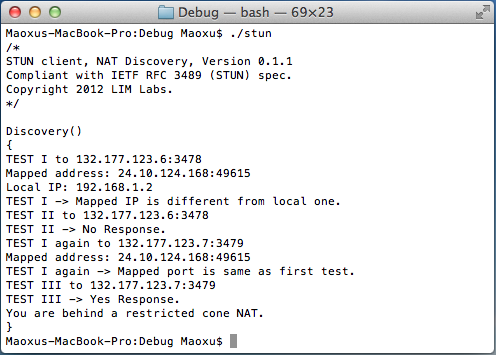 Debug — bash — 69×23
Maoxus-MacBook-Pro:Debug Maoxu$ ./stun
/*
STUN client, NAT Discovery, Version 0.1.1
Compliant with IETF RFC 3489 (STUN) spec.
Copyright 2012 LIM Labs.
*/

Discovery()
{
TEST I to 132.177.123.6:3478
Mapped address: 24.10.124.168:49615
Local IP: 192.168.1.2
TEST I -> Mapped IP is different from local one.
TEST II to 132.177.123.6:3478
TEST II -> No Response.
TEST I again to 132.177.123.7:3479
Mapped address: 24.10.124.168:49615
TEST I again -> Mapped port is same as first test.
TEST III to 132.177.123.7:3479
TEST III -> Yes Response.
You are behind a restricted cone NAT.
}
Maoxus-MacBook-Pro:Debug Maoxu$